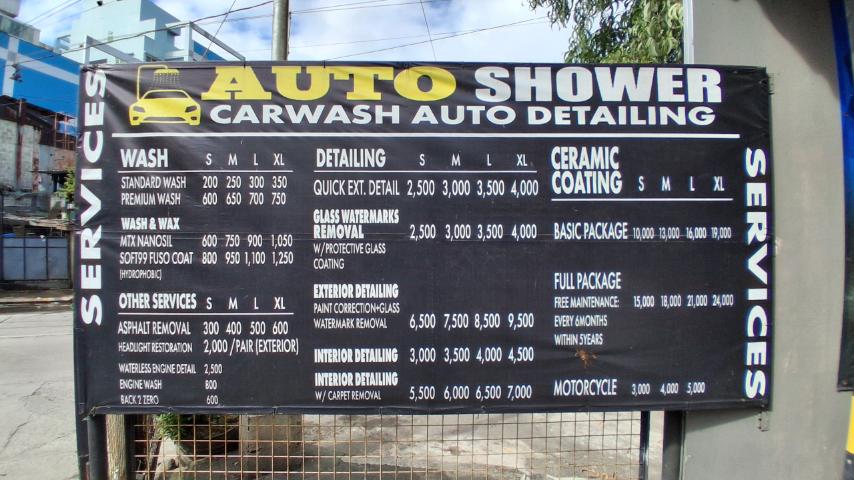 AUTO SHOWER
CARWASH AUTO DETAILING
SERVICES
WASH S M L XL
STANDARD WASH 200 250 300 350
PREMIUM WASH 600 650 700 750
WASH & WAX
MTX NANOSIL 600 750 900 1,050
SOFT99 FUSO COAT 800 950 1,100 1,250
(HYDROPHOBIC)
OTHER SERVICES S M L XL
ASPHALT REMOVAL 300 400 500 600
HEADLIGHT RESTORATION 2,000 / PAIR (EXTERIOR)
WATERLESS ENGINE DETAIL 2,500
ENGINE WASH 800
BACK 2 ZERO 600
DETAILING S M L XL
QUICK EXT. DETAIL 2,500 3,000 3,500 4,000
GLASS WATERMARKS
REMOVAL 2,500 3,000 3,500 4,000
W/PROTECTIVE GLASS
COATING
EXTERIOR DETAILING
PAINT CORRECTION+GLASS
WATERMARK REMOVAL 6,500 7,500 8,500 9,500
INTERIOR DETAILING 3,000 3,500 4,000 4,500
INTERIOR DETAILING
W/ CARPET REMOVAL 5,500 6,000 6,500 7,000
CERAMIC
COATING S M L XL
BASIC PACKAGE 10,000 13,000 16,000 19,000
FULL PACKAGE
FREE MAINTENANCE: 15,000 18,000 21,000 24,000
EVERY 6MONTHS
WITHIN 5YEARS
MOTORCYCLE 3,000 4,000 5,000
SERVICES